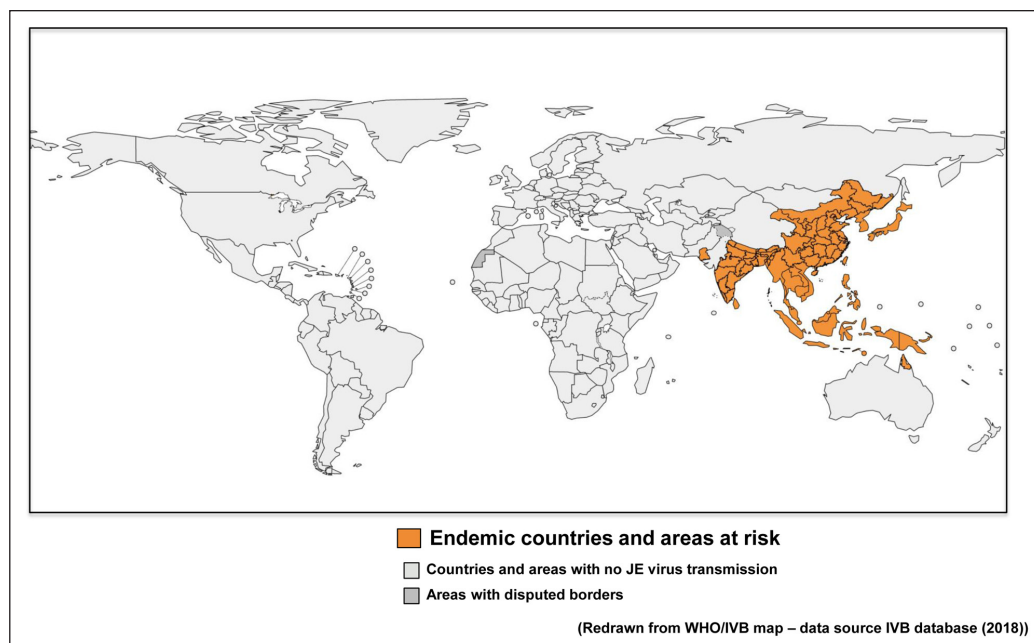 Endemic countries and areas at risk
Countries and areas with no JE virus transmission
Areas with disputed borders
(Redrawn from WHO/IVB map – data source IVB database (2018))